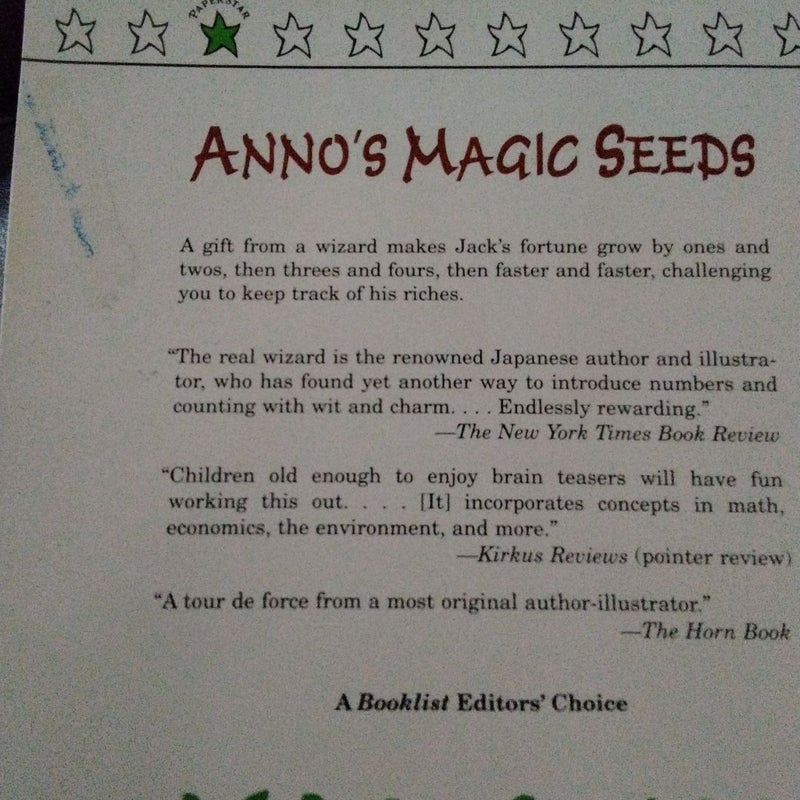 PAPERSTAR
ANNO'S MAGIC SEEDS
A gift from a wizard makes Jack's fortune grow by ones and
twos, then threes and fours, then faster and faster, challenging
you to keep track of his riches.
"The real wizard is the renowned Japanese author and illustra-
tor, who has found yet another way to introduce numbers and
counting with wit and charm. . . . Endlessly rewarding."
—The New York Times Book Review
"Children old enough to enjoy brain teasers will have fun
working this out. . . . [It] incorporates concepts in math,
economics, the environment, and more."
—Kirkus Reviews (pointer review)
"A tour de force from a most original author-illustrator."
—The Horn Book
A Booklist Editors' Choice